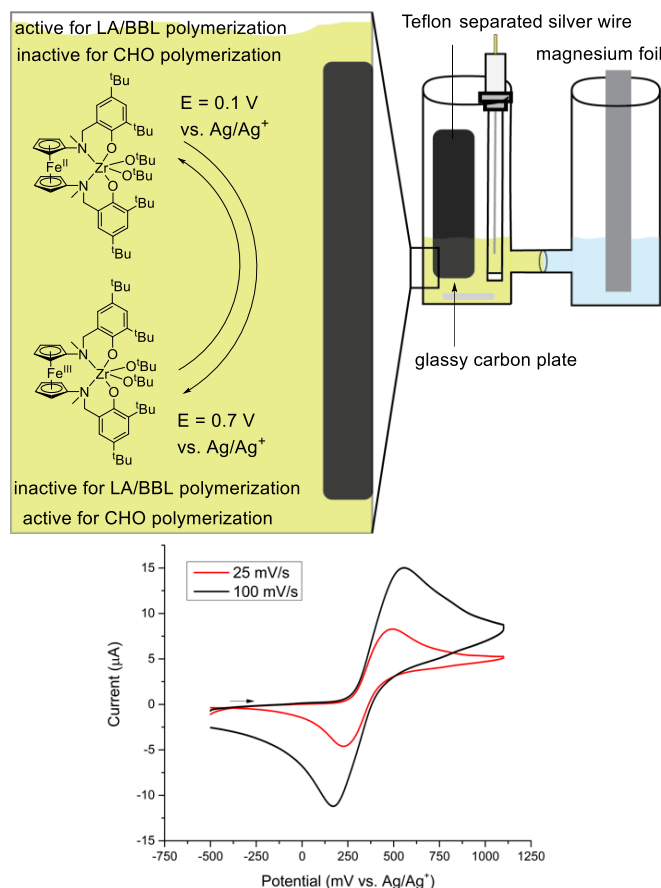 active for LA/BBL polymerization
inactive for CHO polymerization
E = 0.1 V
vs. Ag/Ag⁺
ᵗBu
ᵗBu
O
N
Feᴵᴵ
Zr
OᵗBu
OᵗBu
N
O
ᵗBu
ᵗBu
ᵗBu
ᵗBu
O
N
Feᴵᴵᴵ
Zr
OᵗBu
OᵗBu
N
O
ᵗBu
ᵗBu
E = 0.7 V
vs. Ag/Ag⁺
inactive for LA/BBL polymerization
active for CHO polymerization
Teflon separated silver wire
magnesium foil
glassy carbon plate
25 mV/s
100 mV/s
Current (μA)
15
10
5
0
-5
-10
-15
-750 -500 -250 0 250 500 750 1000 1250
Potential (mV vs. Ag/Ag⁺)